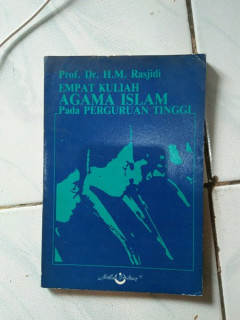 Prof. Dr. H.M. Rasjidi
EMPAT KULIAH
AGAMA ISLAM
Pada PERGURUAN TINGGI